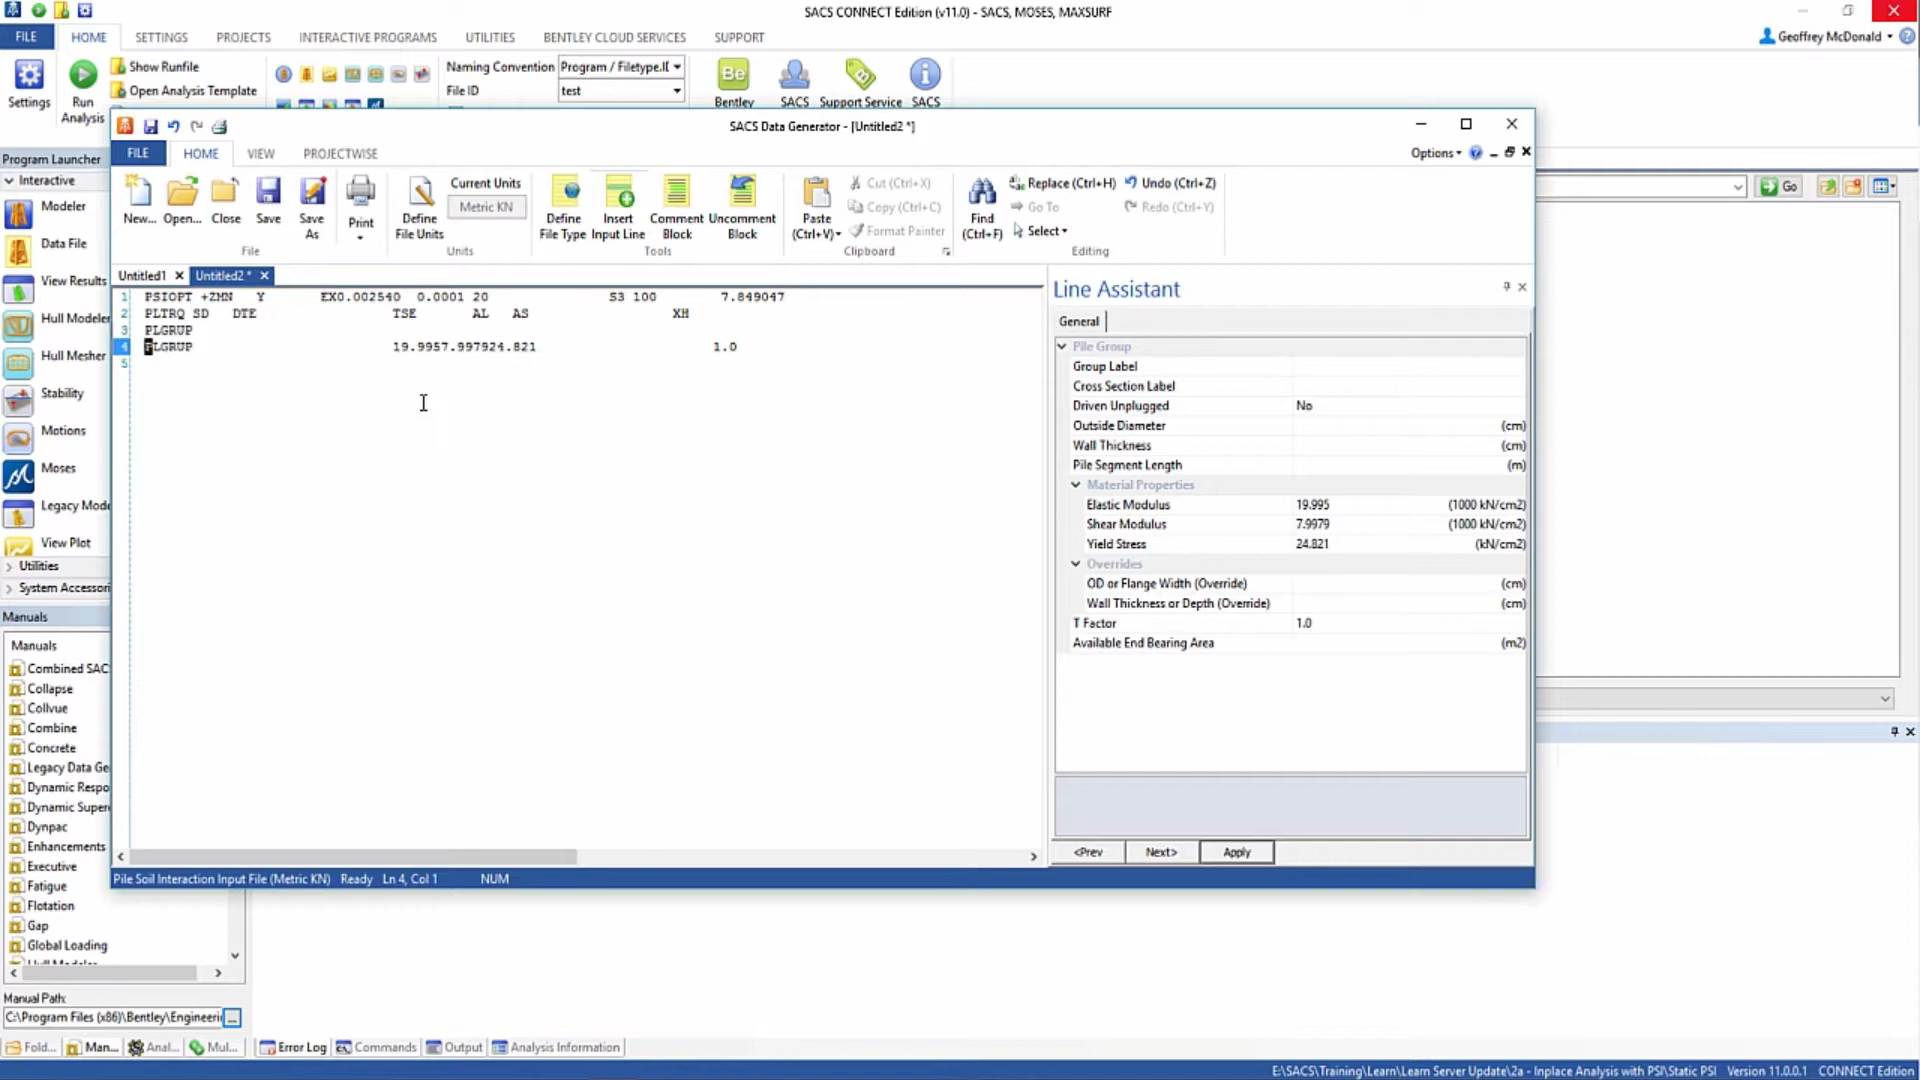 SACS CONNECT Edition (v11.0) - SACS, MOSES, MAXSURF
FILE HOME SETTINGS PROJECTS INTERACTIVE PROGRAMS UTILITIES BENTLEY CLOUD SERVICES SUPPORT
Geoffrey McDonald
Settings
Run Analysis
Show Runfile
Open Analysis Template
Naming Convention Program / Filetype.I
File ID test
Bentley SACS Support Service SACS
SACS Data Generator - [Untitled2 *]
FILE HOME VIEW PROJECTWISE
Options
New... Open... Close Save Save As Print
File
Define File Units
Current Units
Metric KN
Units
Define File Type
Insert Input Line
Comment Block
Uncomment Block
Tools
Paste (Ctrl+V)
Cut (Ctrl+X)
Copy (Ctrl+C)
Format Painter
Clipboard
Find (Ctrl+F)
Replace (Ctrl+H)
Go To
Select
Undo (Ctrl+Z)
Redo (Ctrl+Y)
Editing
Untitled1 Untitled2 *
1 PSIOPT +ZMN Y EX0.002540 0.0001 20 S3 100 7.849047
2 PLTRQ SD DTE TSE AL AS XH
3 PLGRUP
4 PLGRUP 19.9957.997924.821 1.0
5
Line Assistant
General
Pile Group
Group Label
Cross Section Label
Driven Unplugged No
Outside Diameter (cm)
Wall Thickness (cm)
Pile Segment Length (m)
Material Properties
Elastic Modulus 19.995 (1000 kN/cm2)
Shear Modulus 7.9979 (1000 kN/cm2)
Yield Stress 24.821 (kN/cm2)
Overrides
OD or Flange Width (Override) (cm)
Wall Thickness or Depth (Override) (cm)
T Factor 1.0
Available End Bearing Area (m2)
<Prev Next> Apply
Pile Soil Interaction Input File (Metric KN) Ready Ln 4, Col 1 NUM
Go
Program Launcher
Interactive
Modeler
Data File
View Results
Hull Modeler
Hull Mesher
Stability
Motions
Moses
Legacy Mode
View Plot
Utilities
System Accessori
Manuals
Manuals
Combined SAC
Collapse
Collvue
Combine
Concrete
Legacy Data Ge
Dynamic Respo
Dynamic Super
Dynpac
Enhancements
Executive
Fatigue
Flotation
Gap
Global Loading
Manual Path:
C:\Program Files (x86)\Bentley\Engineeri ...
Fold... Man... Anal... Mul... Error Log Commands Output Analysis Information
E:\SACS\Training\Learn\Learn Server Update\2a - Inplace Analysis with PSI\Static PSI Version 11.0.0.1 CONNECT Edition